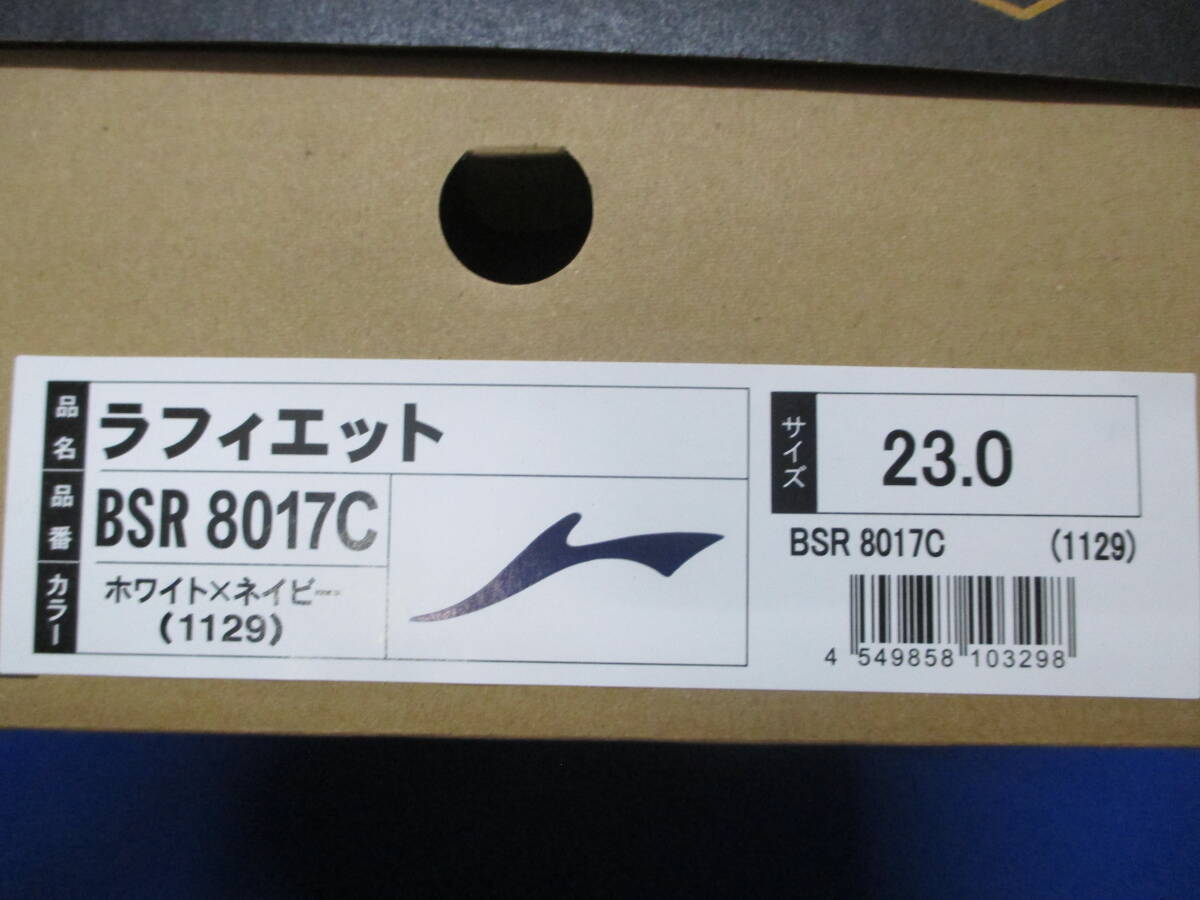 品名
ラフィエット
品番
BSR 8017C
カラー
ホワイト×ネイビー
(1129)
サイズ
23.0
BSR 8017C (1129)
4 549858 103298